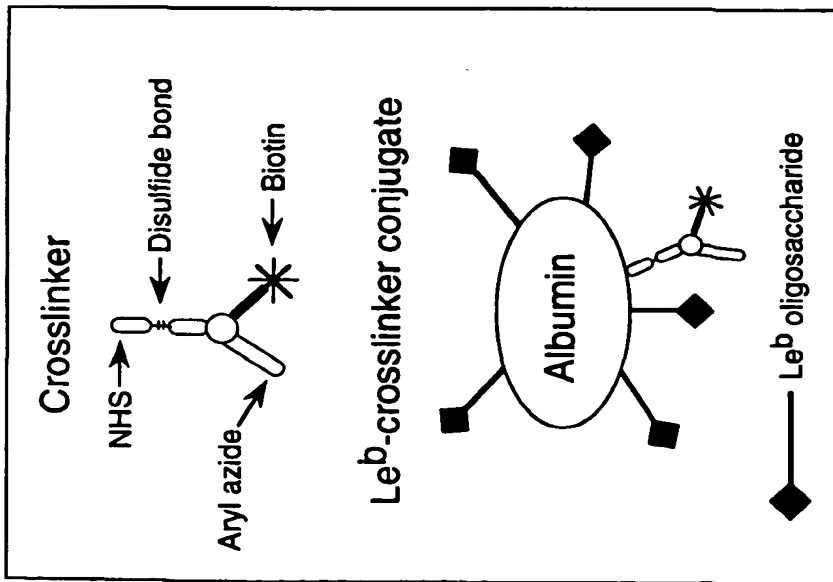 Crosslinker
NHS
Disulfide bond
Biotin
Aryl azide
Le^b-crosslinker conjugate
Albumin
Le^b oligosaccharide